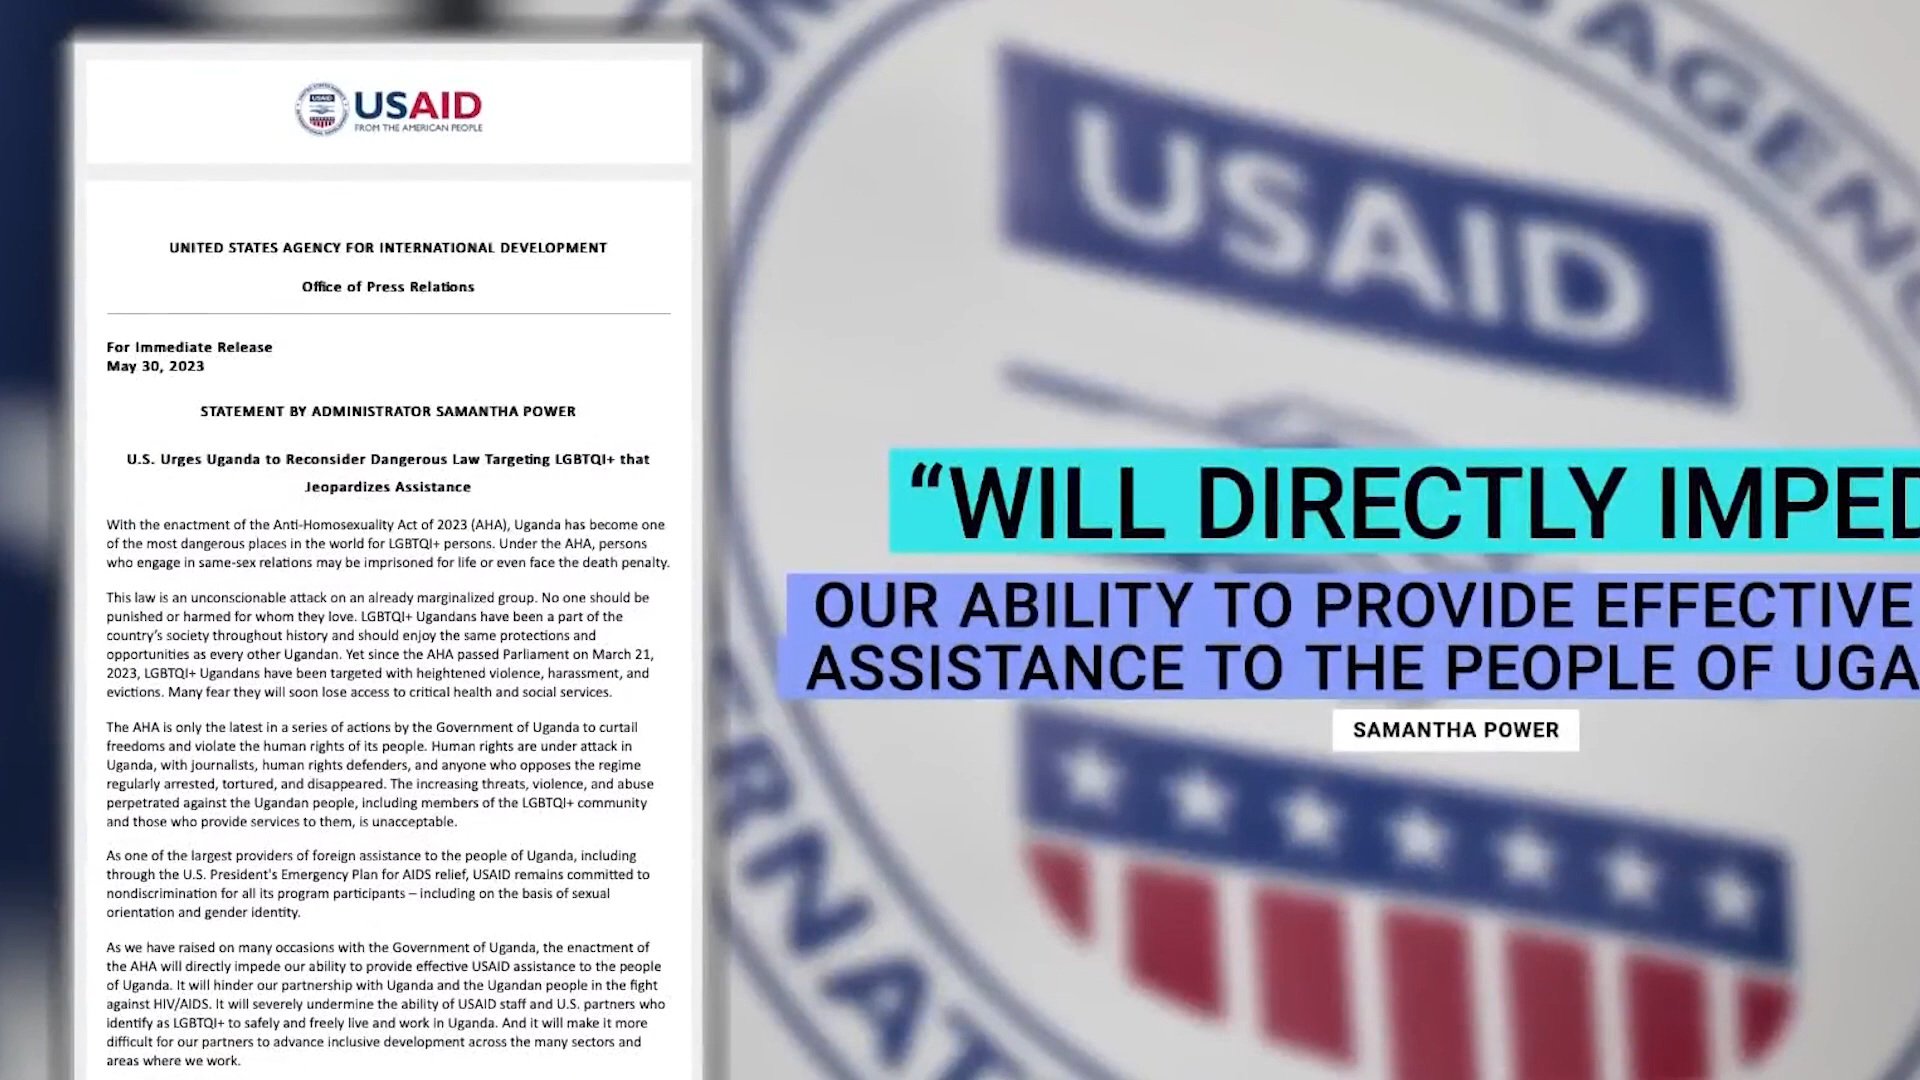 USAID
FROM THE AMERICAN PEOPLE
UNITED STATES AGENCY FOR INTERNATIONAL DEVELOPMENT
Office of Press Relations
For Immediate Release
May 30, 2023
STATEMENT BY ADMINISTRATOR SAMANTHA POWER
U.S. Urges Uganda to Reconsider Dangerous Law Targeting LGBTQI+ that
Jeopardizes Assistance
With the enactment of the Anti-Homosexuality Act of 2023 (AHA), Uganda has become one
of the most dangerous places in the world for LGBTQI+ persons. Under the AHA, persons
who engage in same-sex relations may be imprisoned for life or even face the death penalty.
This law is an unconscionable attack on an already marginalized group. No one should be
punished or harmed for whom they love. LGBTQI+ Ugandans have been a part of the
country's society throughout history and should enjoy the same protections and
opportunities as every other Ugandan. Yet since the AHA passed Parliament on March 21,
2023, LGBTQI+ Ugandans have been targeted with heightened violence, harassment, and
evictions. Many fear they will soon lose access to critical health and social services.
The AHA is only the latest in a series of actions by the Government of Uganda to curtail
freedoms and violate the human rights of its people. Human rights are under attack in
Uganda, with journalists, human rights defenders, and anyone who opposes the regime
regularly arrested, tortured, and disappeared. The increasing threats, violence, and abuse
perpetrated against the Ugandan people, including members of the LGBTQI+ community
and those who provide services to them, is unacceptable.
As one of the largest providers of foreign assistance to the people of Uganda, including
through the U.S. President's Emergency Plan for AIDS relief, USAID remains committed to
nondiscrimination for all its program participants – including on the basis of sexual
orientation and gender identity.
As we have raised on many occasions with the Government of Uganda, the enactment of
the AHA will directly impede our ability to provide effective USAID assistance to the people
of Uganda. It will hinder our partnership with Uganda and the Ugandan people in the fight
against HIV/AIDS. It will severely undermine the ability of USAID staff and U.S. partners who
identify as LGBTQI+ to safely and freely live and work in Uganda. And it will make it more
difficult for our partners to advance inclusive development across the many sectors and
areas where we work.
USAID
“WILL DIRECTLY IMPED
OUR ABILITY TO PROVIDE EFFECTIVE
ASSISTANCE TO THE PEOPLE OF UGA
SAMANTHA POWER